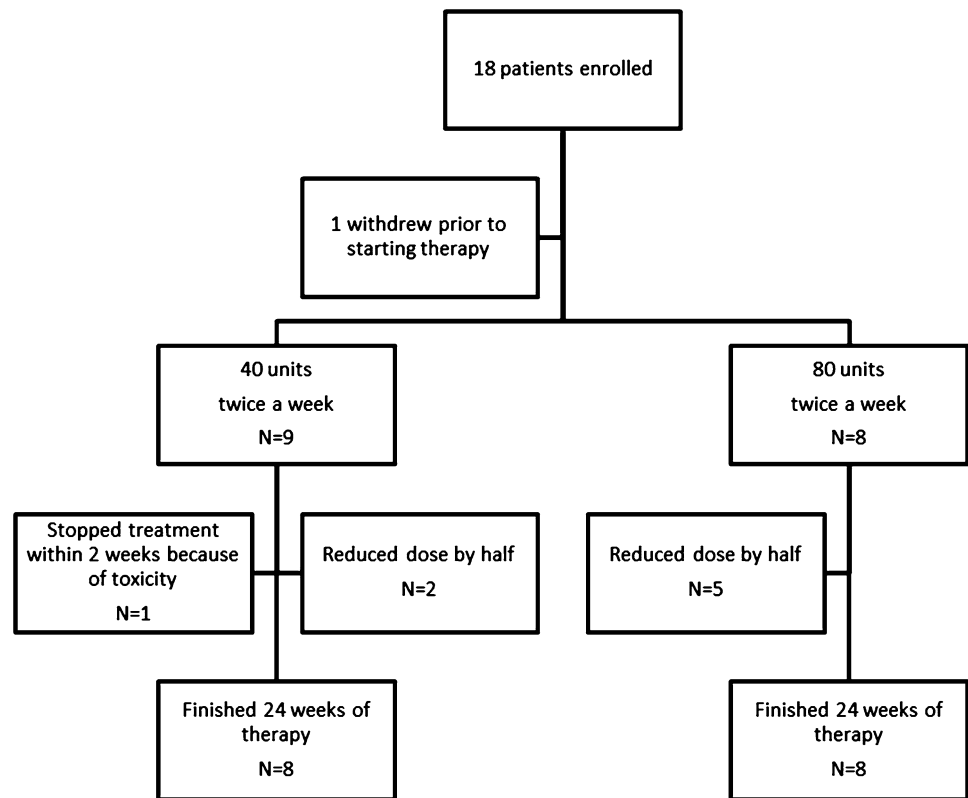 18 patients enrolled
1 withdrew prior to
starting therapy
40 units
twice a week
N=9
80 units
twice a week
N=8
Stopped treatment
within 2 weeks because
of toxicity
N=1
Reduced dose by half
N=2
Reduced dose by half
N=5
Finished 24 weeks of
therapy
N=8
Finished 24 weeks of
therapy
N=8